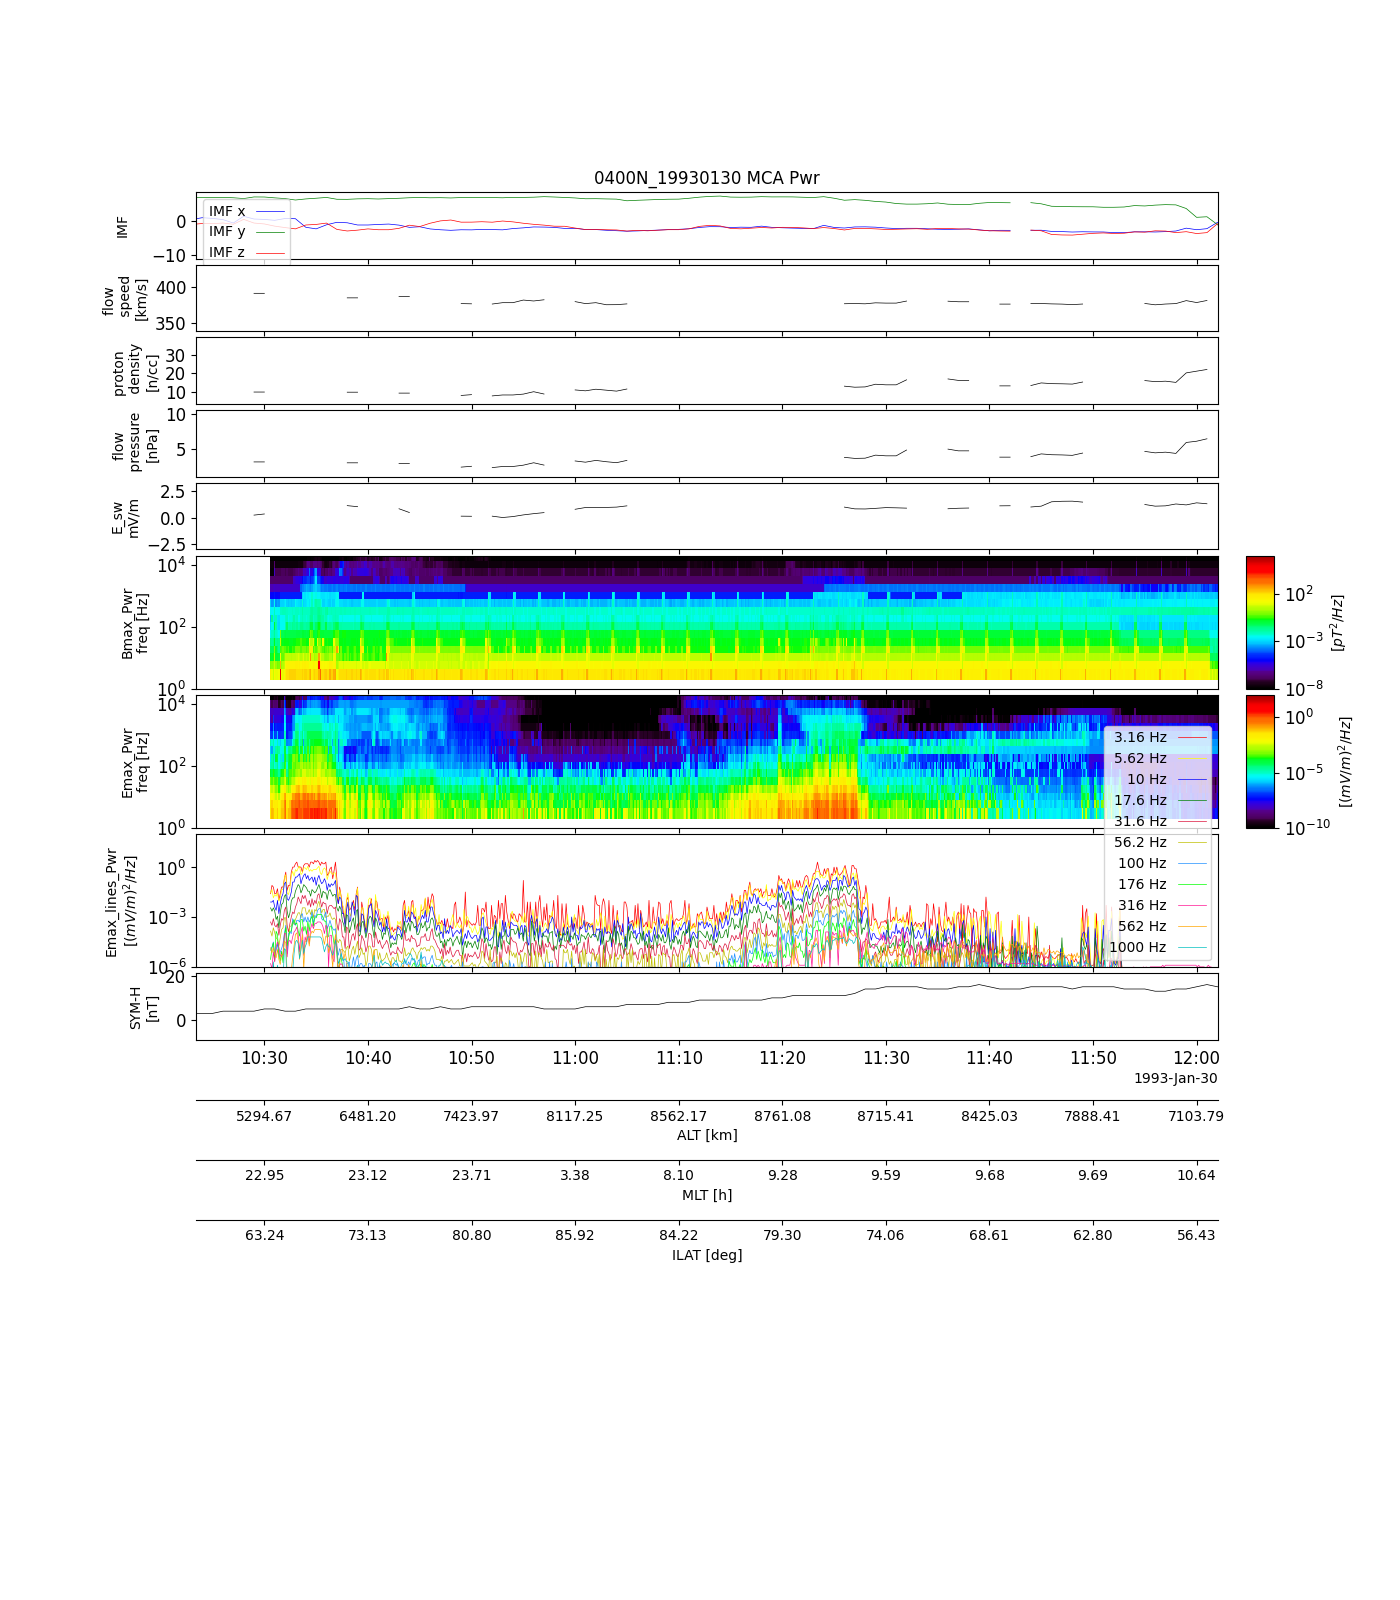 0400N_19930130 MCA Pwr
IMF
0
−10
IMF x
IMF y
IMF z
flow
speed
[km/s]
400
350
proton
density
[n/cc]
30
20
10
flow
pressure
[nPa]
10
5
E_sw
mV/m
2.5
0.0
−2.5
Bmax_Pwr
freq [Hz]
10^4
10^2
10^0
10^2
10^-3
10^-8
[pT^2/Hz]
Emax_Pwr
freq [Hz]
10^4
10^2
10^0
10^0
10^-5
10^-10
[(mV/m)^2/Hz]
3.16 Hz
5.62 Hz
10 Hz
17.6 Hz
31.6 Hz
56.2 Hz
100 Hz
176 Hz
316 Hz
562 Hz
1000 Hz
Emax_lines_Pwr
[(mV/m)^2/Hz]
10^0
10^-3
10^-6
SYM-H
[nT]
20
0
10:30 10:40 10:50 11:00 11:10 11:20 11:30 11:40 11:50 12:00
1993-Jan-30
5294.67 6481.20 7423.97 8117.25 8562.17 8761.08 8715.41 8425.03 7888.41 7103.79
ALT [km]
22.95 23.12 23.71 3.38 8.10 9.28 9.59 9.68 9.69 10.64
MLT [h]
63.24 73.13 80.80 85.92 84.22 79.30 74.06 68.61 62.80 56.43
ILAT [deg]